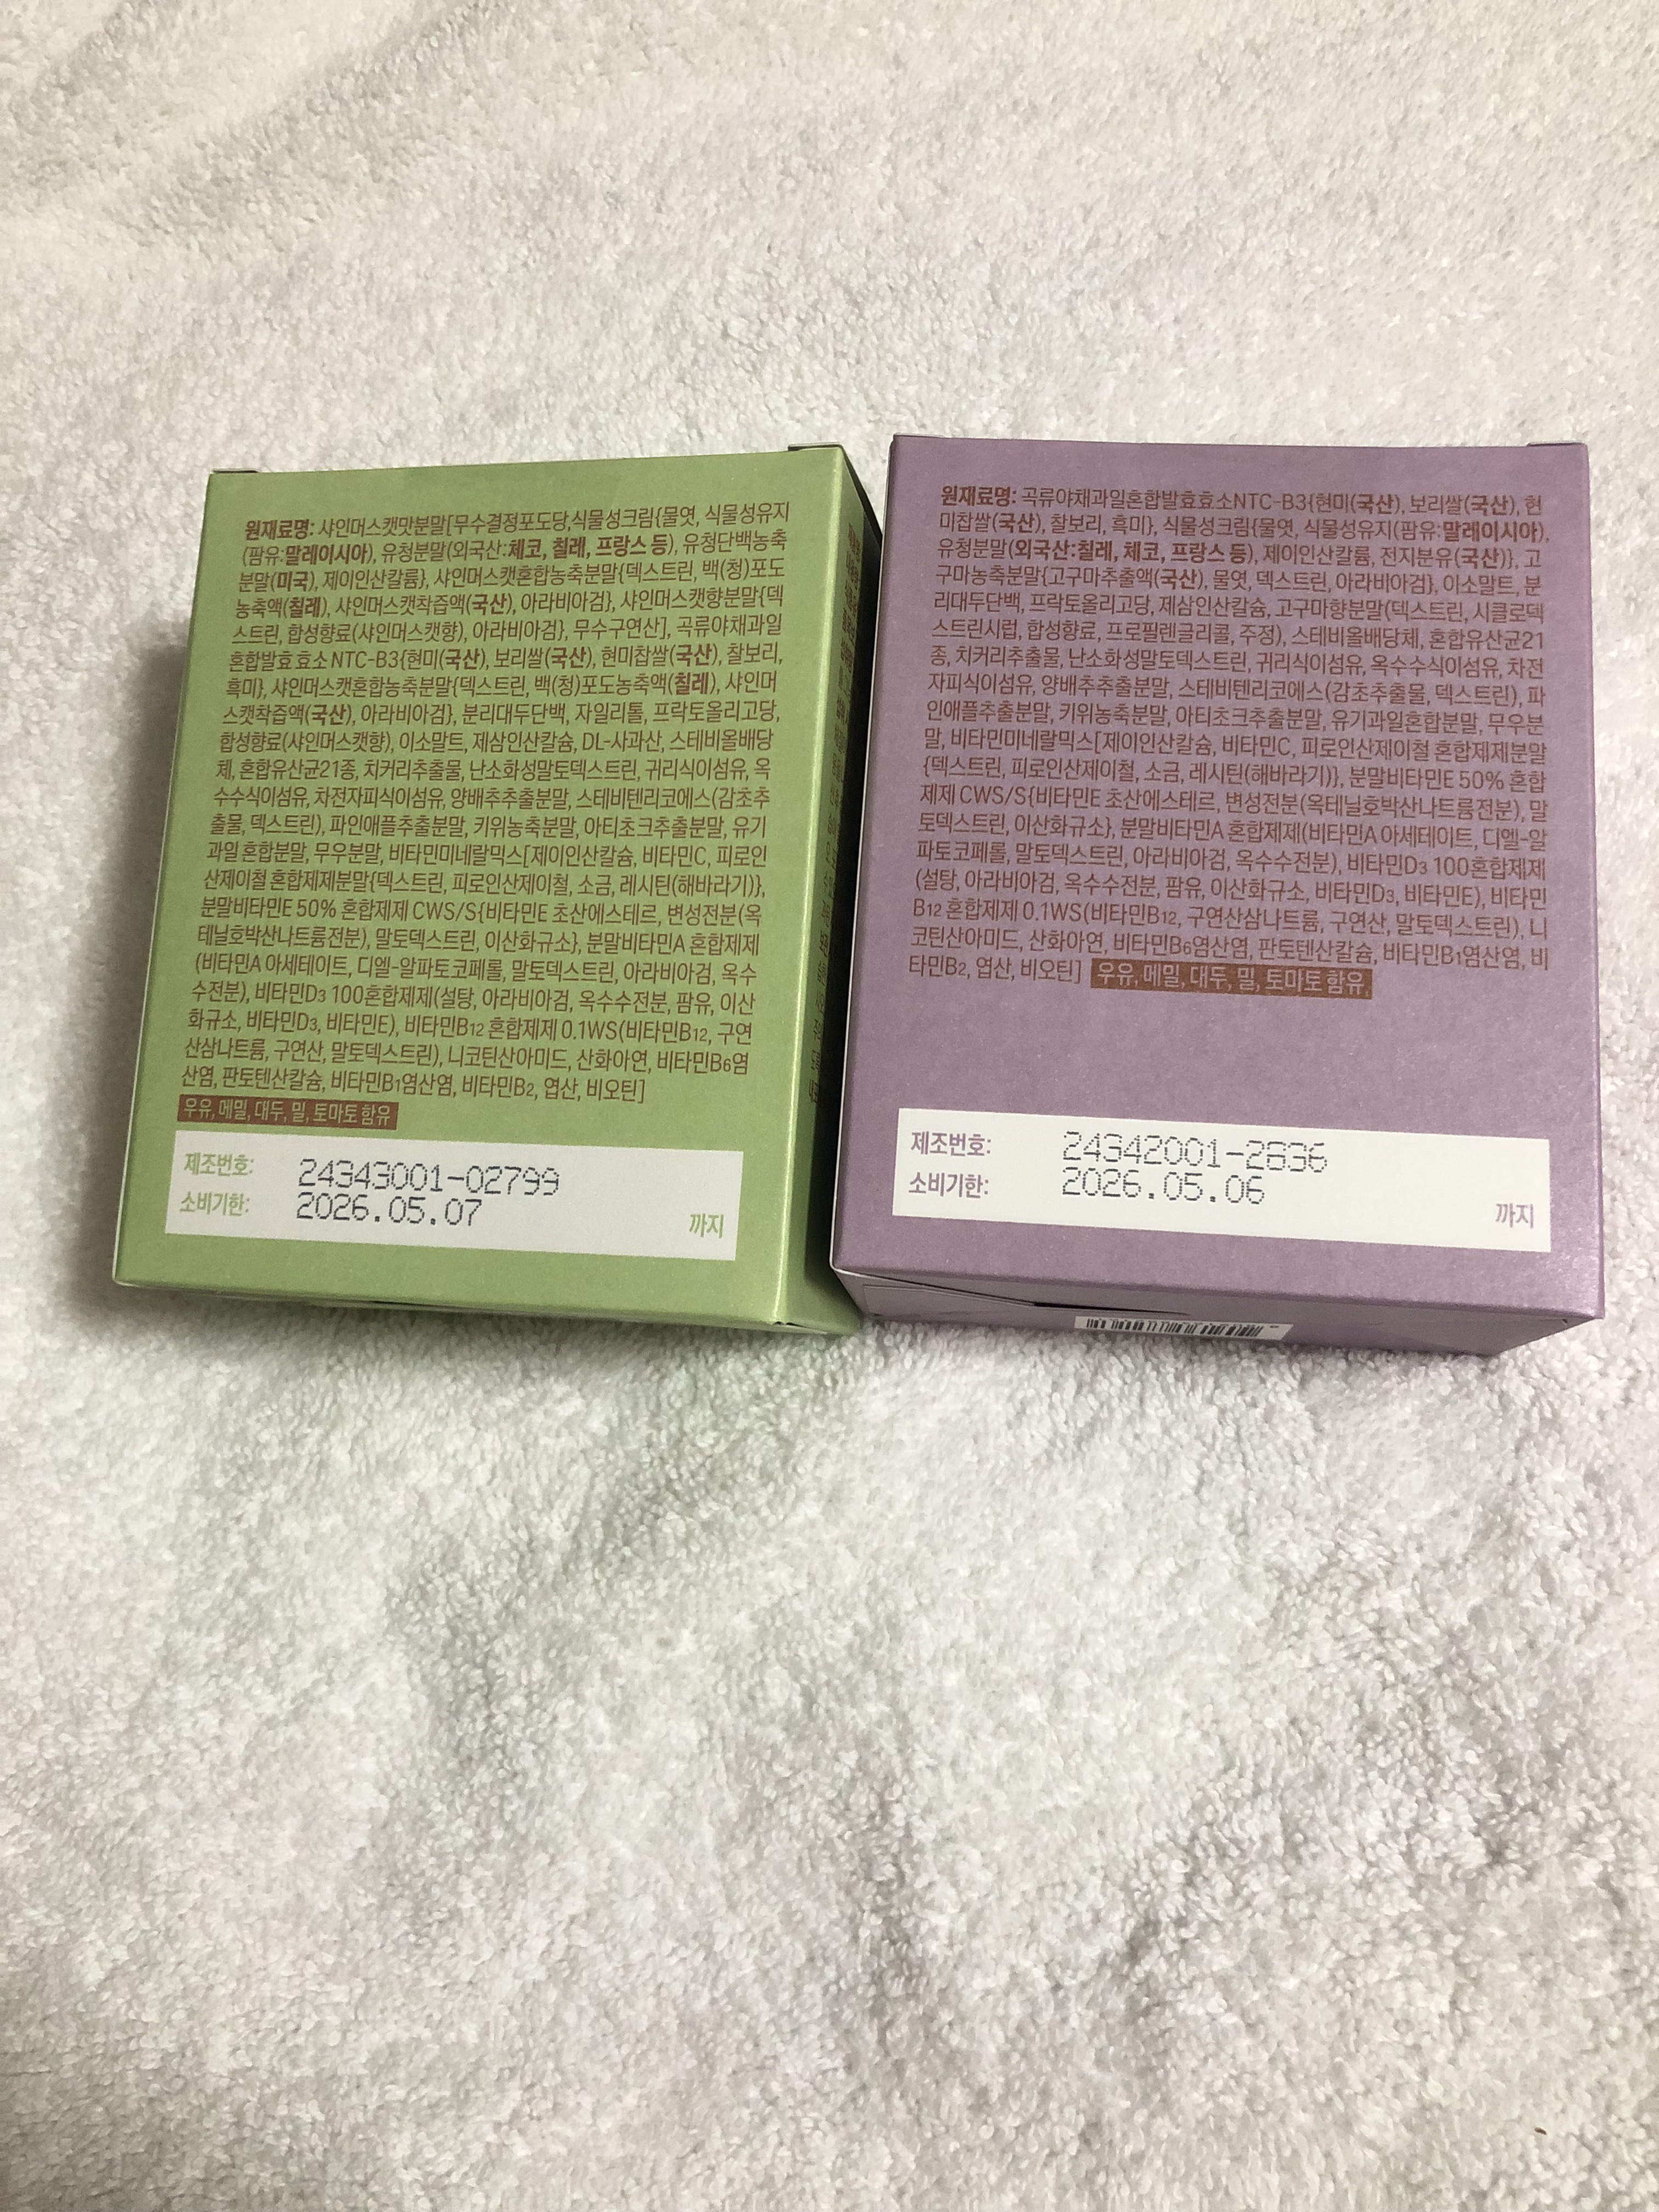 원재료명: 샤인머스캣맛분말[무수결정포도당,식물성크림{물엿, 식물성유지
(팜유:말레이시아), 유청분말(외국산:체코, 칠레, 프랑스 등), 유청단백농축
분말(미국), 제이인산칼륨}, 샤인머스캣혼합농축분말{덱스트린, 백(청)포도
농축액(칠레), 샤인머스캣착즙액(국산), 아라비아검}, 샤인머스캣향분말{덱
스트린, 합성향료(샤인머스캣향), 아라비아검}, 무수구연산], 곡류야채과일
혼합발효 효소 NTC-B3{현미(국산), 보리쌀(국산), 현미찹쌀(국산), 찰보리,
흑미}, 샤인머스캣혼합농축분말{덱스트린, 백(청)포도농축액(칠레), 샤인머
스캣착즙액(국산), 아라비아검}, 분리대두단백, 자일리톨, 프락토올리고당,
합성향료(샤인머스캣향), 이소말트, 제삼인산칼슘, DL-사과산, 스테비올배당
체, 혼합유산균21종, 치커리추출물, 난소화성말토덱스트린, 귀리식이섬유, 옥
수수식이섬유, 차전자피식이섬유, 양배추추출분말, 스테비텐리코에스(감초추
출물, 덱스트린), 파인애플추출분말, 키위농축분말, 아티초크추출분말, 유기
과일 혼합분말, 무우분말, 비타민미네랄믹스[제이인산칼슘, 비타민C, 피로인
산제이철 혼합제제분말{덱스트린, 피로인산제이철, 소금, 레시틴(해바라기)},
분말비타민E 50% 혼합제제 CWS/S{비타민E 초산에스테르, 변성전분(옥
테닐호박산나트륨전분), 말토덱스트린, 이산화규소}, 분말비타민A 혼합제제
(비타민A 아세테이트, 디엘-알파토코페롤, 말토덱스트린, 아라비아검, 옥수
수전분), 비타민D3 100혼합제제(설탕, 아라비아검, 옥수수전분, 팜유, 이산
화규소, 비타민D3, 비타민E), 비타민B12 혼합제제 0.1WS(비타민B12, 구연
산삼나트륨, 구연산, 말토덱스트린), 니코틴산아미드, 산화아연, 비타민B6염
산염, 판토텐산칼슘, 비타민B1염산염, 비타민B2, 엽산, 비오틴]
우유, 메밀, 대두, 밀, 토마토 함유
제조번호: 24343001-02799
소비기한: 2026.05.07 까지
원재료명: 곡류야채과일혼합발효효소NTC-B3{현미(국산), 보리쌀(국산), 현
미찹쌀(국산), 찰보리, 흑미}, 식물성크림{물엿, 식물성유지(팜유:말레이시아),
유청분말(외국산:칠레, 체코, 프랑스 등), 제이인산칼륨, 전지분유(국산)}, 고
구마농축분말{고구마추출액(국산), 물엿, 덱스트린, 아라비아검}, 이소말트, 분
리대두단백, 프락토올리고당, 제삼인산칼슘, 고구마향분말(덱스트린, 시클로덱
스트린시럽, 합성향료, 프로필렌글리콜, 주정), 스테비올배당체, 혼합유산균21
종, 치커리추출물, 난소화성말토덱스트린, 귀리식이섬유, 옥수수식이섬유, 차전
자피식이섬유, 양배추추출분말, 스테비텐리코에스(감초추출물, 덱스트린), 파
인애플추출분말, 키위농축분말, 아티초크추출분말, 유기과일혼합분말, 무우분
말, 비타민미네랄믹스[제이인산칼슘, 비타민C, 피로인산제이철 혼합제제분말
{덱스트린, 피로인산제이철, 소금, 레시틴(해바라기)}, 분말비타민E 50% 혼합
제제 CWS/S{비타민E 초산에스테르, 변성전분(옥테닐호박산나트륨전분), 말
토덱스트린, 이산화규소}, 분말비타민A 혼합제제(비타민A 아세테이트, 디엘-알
파토코페롤, 말토덱스트린, 아라비아검, 옥수수전분), 비타민D3 100혼합제제
(설탕, 아라비아검, 옥수수전분, 팜유, 이산화규소, 비타민D3, 비타민E), 비타민
B12 혼합제제 0.1WS(비타민B12, 구연산삼나트륨, 구연산, 말토덱스트린), 니
코틴산아미드, 산화아연, 비타민B6염산염, 판토텐산칼슘, 비타민B1염산염, 비
타민B2, 엽산, 비오틴] 우유, 메밀, 대두, 밀, 토마토 함유.
제조번호: 24342001-2836
소비기한: 2026.05.06 까지